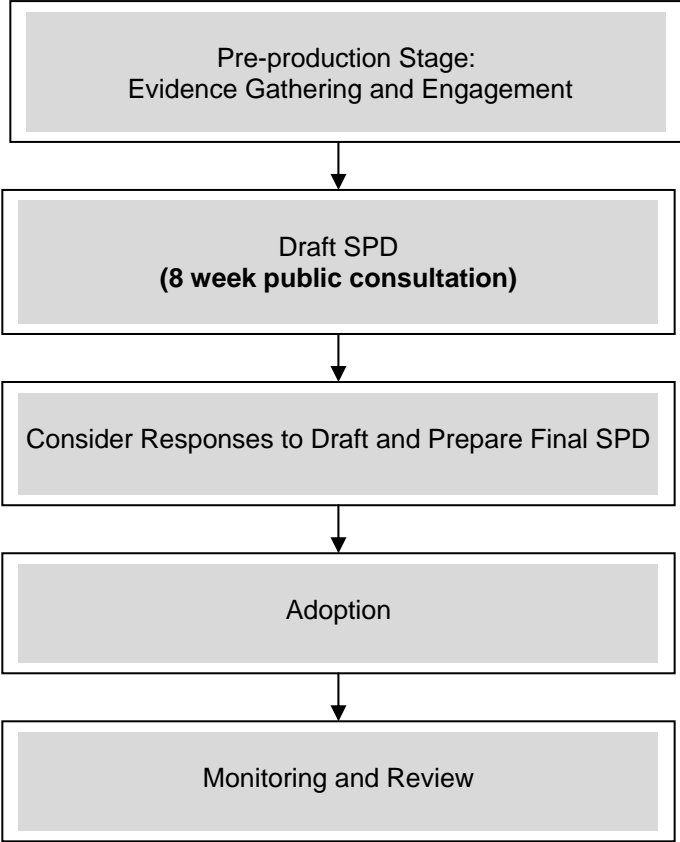 Pre-production Stage:
Evidence Gathering and Engagement
Draft SPD
(8 week public consultation)
Consider Responses to Draft and Prepare Final SPD
Adoption
Monitoring and Review